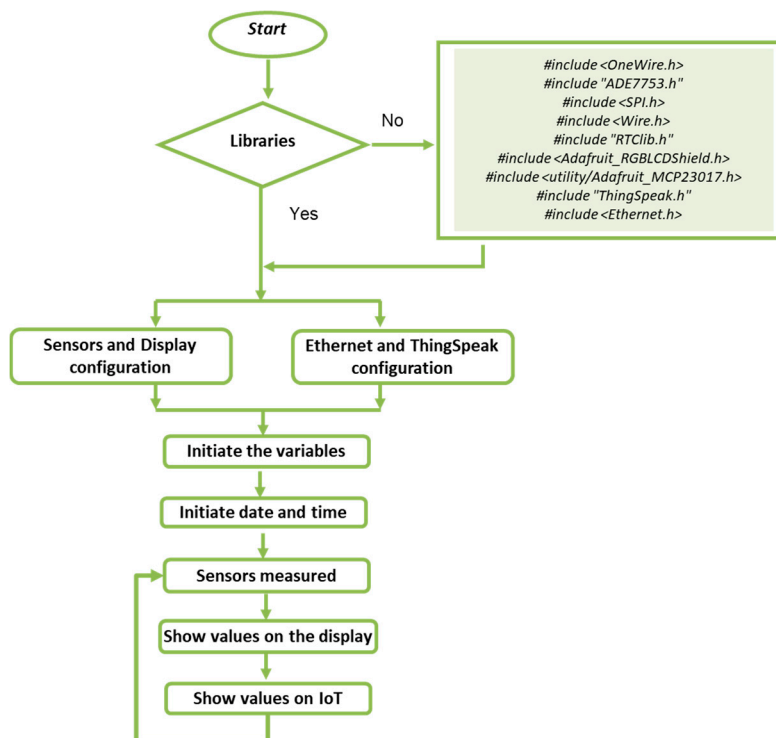 Start
Libraries
No
#include <OneWire.h>
#include "ADE7753.h"
#include <SPI.h>
#include <Wire.h>
#include "RTClib.h"
#include <Adafruit_RGBLCDShield.h>
#include <utility/Adafruit_MCP23017.h>
#include "ThingSpeak.h"
#include <Ethernet.h>
Yes
Sensors and Display
configuration
Ethernet and ThingSpeak
configuration
Initiate the variables
Initiate date and time
Sensors measured
Show values on the display
Show values on IoT